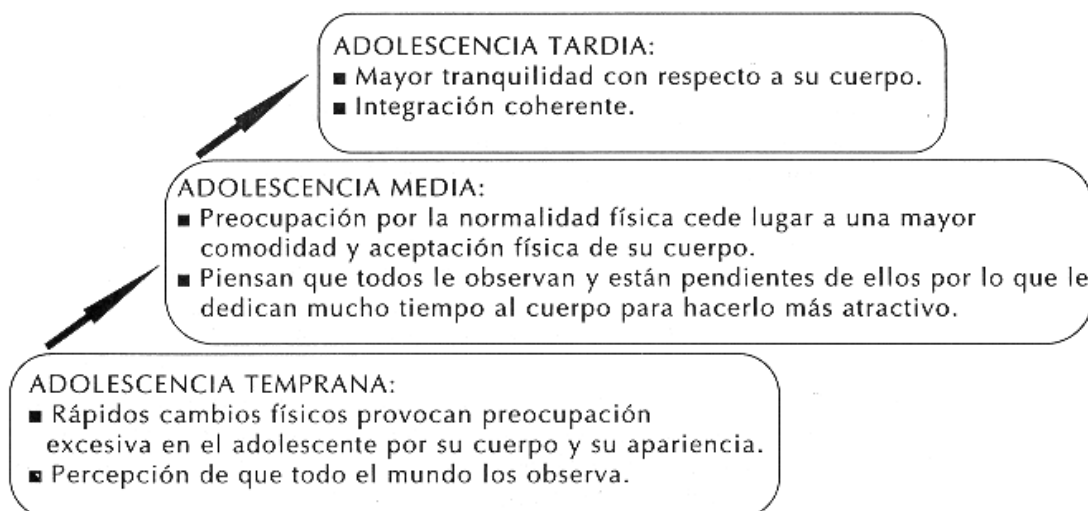 ADOLESCENCIA TARDIA:
■ Mayor tranquilidad con respecto a su cuerpo.
■ Integración coherente.
ADOLESCENCIA MEDIA:
■ Preocupación por la normalidad física cede lugar a una mayor
comodidad y aceptación física de su cuerpo.
■ Piensan que todos le observan y están pendientes de ellos por lo que le
dedican mucho tiempo al cuerpo para hacerlo más atractivo.
ADOLESCENCIA TEMPRANA:
■ Rápidos cambios físicos provocan preocupación
excesiva en el adolescente por su cuerpo y su apariencia.
■ Percepción de que todo el mundo los observa.